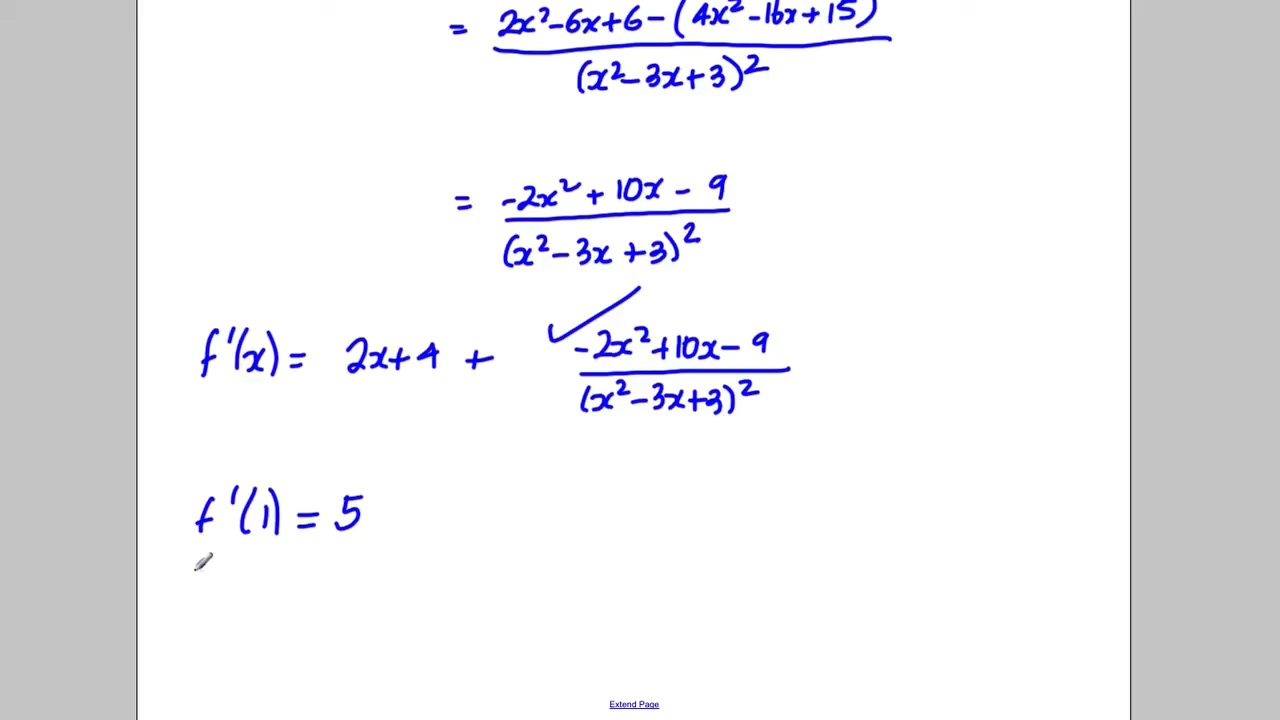 = 2x²-6x+6-(4x²-16x+15)
(x²-3x+3)²
= -2x²+10x-9
(x²-3x+3)²
f'(x)= 2x+4 + -2x²+10x-9
(x²-3x+3)²
f'(1)=5
Extend Page